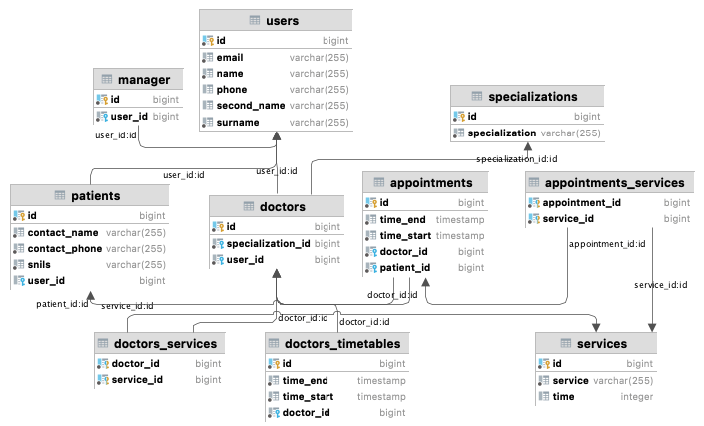 users
id bigint
email varchar(255)
name varchar(255)
phone varchar(255)
second_name varchar(255)
surname varchar(255)
manager
id bigint
user_id bigint
user_id:id
specializations
id bigint
specialization varchar(255)
specialization_id:id
user_id:id
user_id:id
patients
id bigint
contact_name varchar(255)
contact_phone varchar(255)
snils varchar(255)
user_id bigint
doctors
id bigint
specialization_id bigint
user_id bigint
appointments
id bigint
time_end timestamp
time_start timestamp
doctor_id bigint
patient_id bigint
appointments_services
appointment_id bigint
service_id bigint
appointment_id:id
service_id:id
patient_id:id
service_id:id
doctor_id:id
doctor_id:id
doctor_id:id
doctors_services
doctor_id bigint
service_id bigint
doctors_timetables
id bigint
time_end timestamp
time_start timestamp
doctor_id bigint
services
id bigint
service varchar(255)
time integer